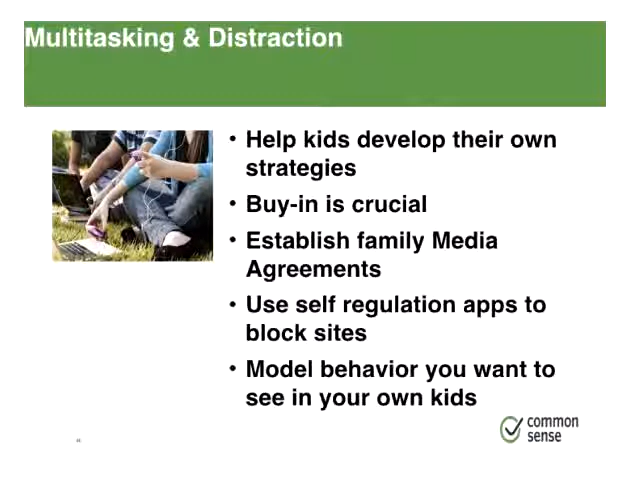 Multitasking & Distraction
• Help kids develop their own
strategies
• Buy-in is crucial
• Establish family Media
Agreements
• Use self regulation apps to
block sites
• Model behavior you want to
see in your own kids
common
sense